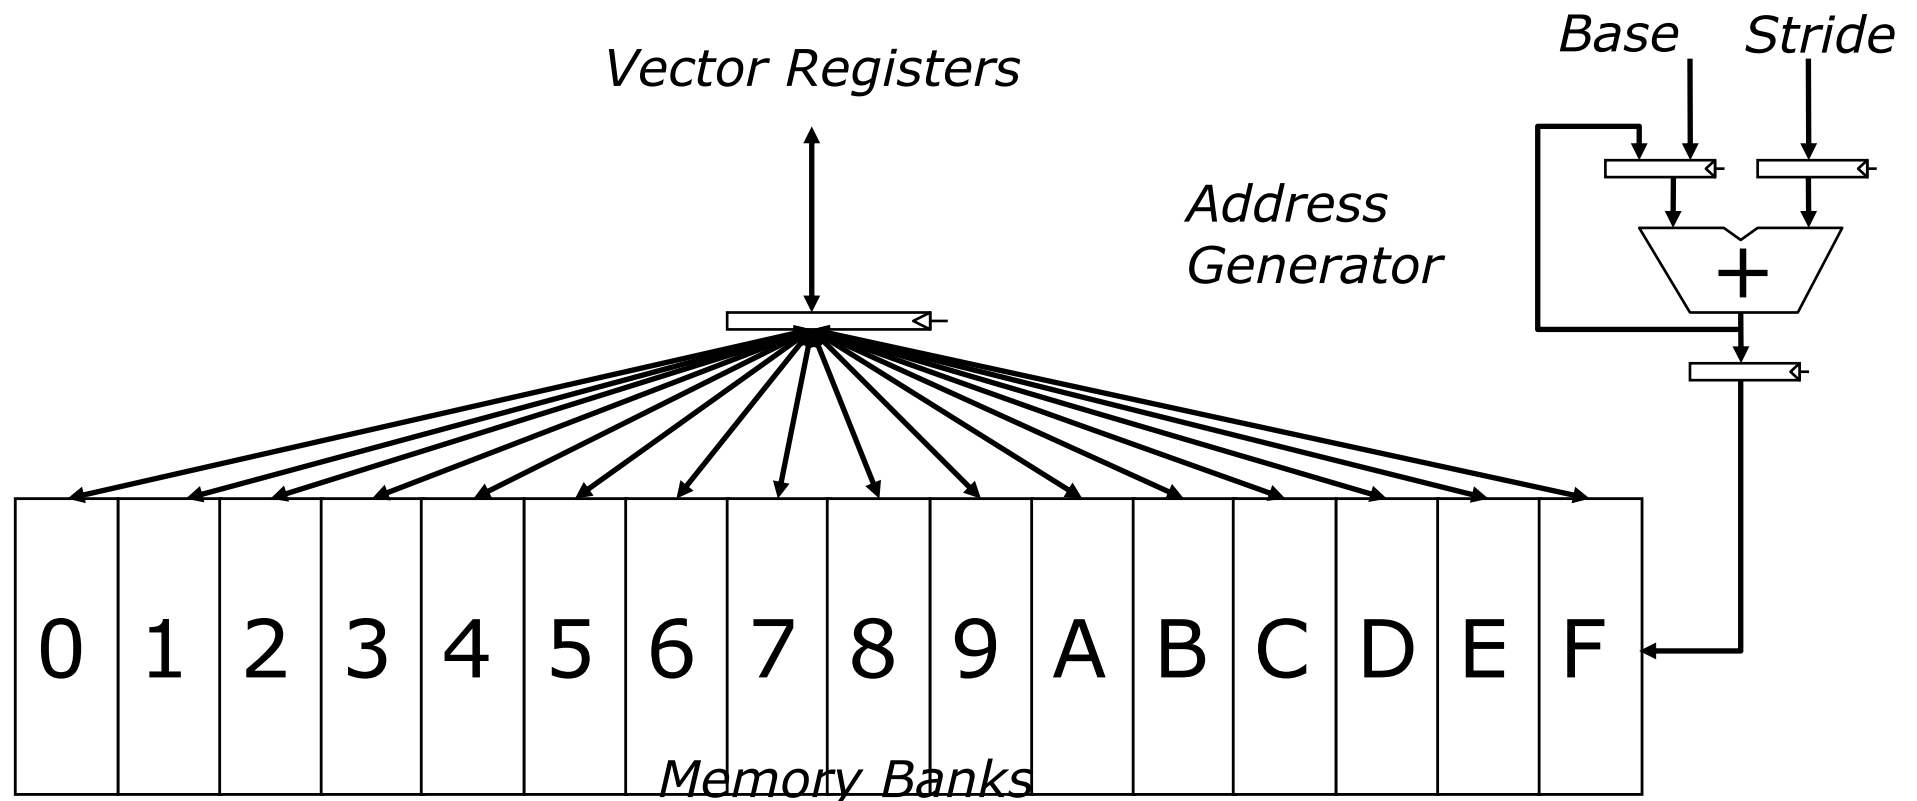 Base Stride
Vector Registers
Address
Generator
+
0 1 2 3 4 5 6 7 8 9 A B C D E F
Memory Banks